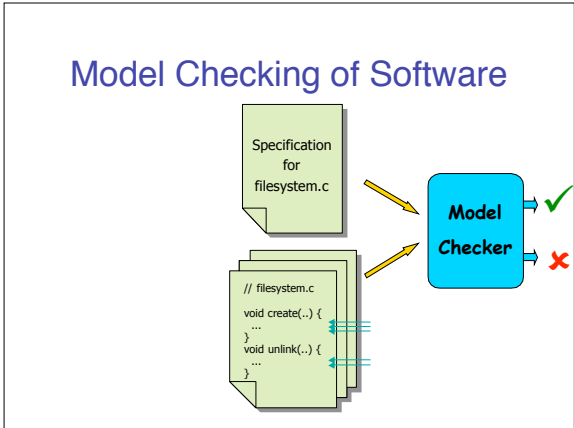 Model Checking of Software
Specification
for
filesystem.c
Model
Checker
// filesystem.c
void create(..) {
...
}
void unlink(..) {
...
}